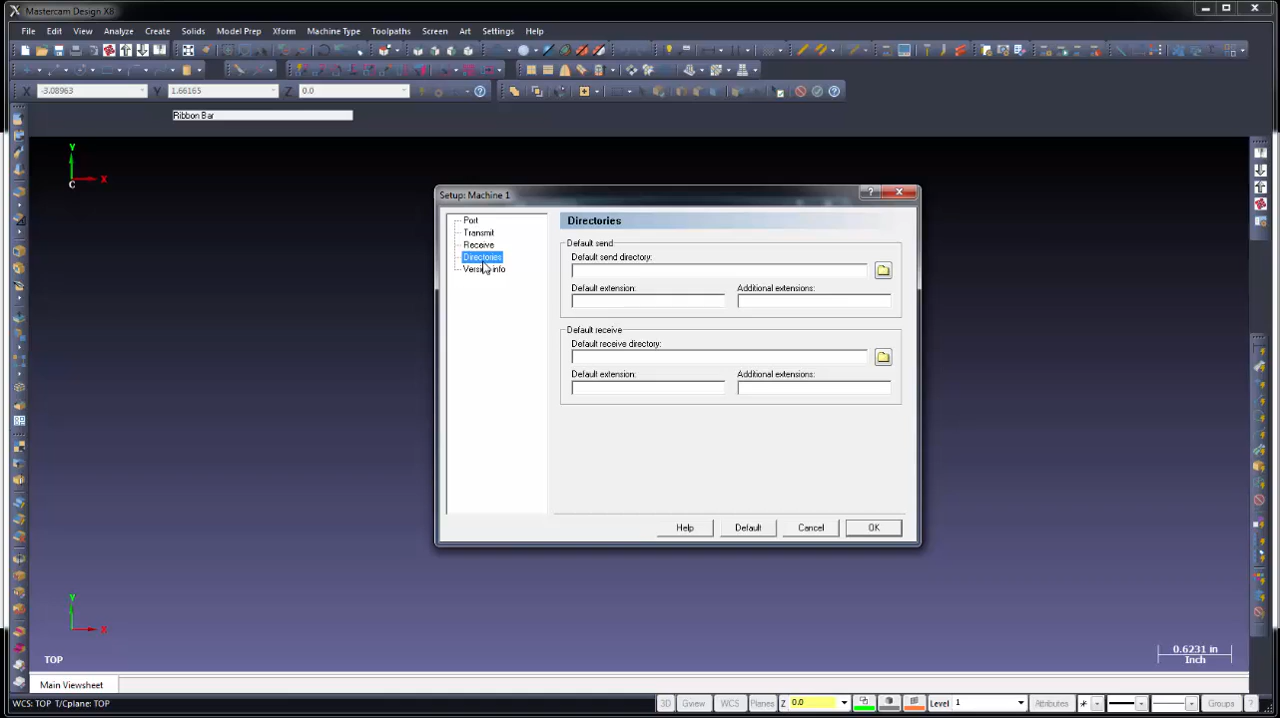 Mastercam Design X8
File Edit View Analyze Create Solids Model Prep Xform Machine Type Toolpaths Screen Art Settings Help
X -3.08963 Y 1.66165 Z 0.0
Ribbon Bar
Y
C X
Setup: Machine 1
Port
Transmit
Receive
Directories
Version info
Directories
Default send
Default send directory:
Default extension: Additional extensions:
Default receive
Default receive directory:
Default extension: Additional extensions:
Help Default Cancel OK
Y
X
TOP
0.6231 in
Inch
Main Viewsheet
WCS: TOP T/Cplane: TOP 3D Gview WCS Planes Z 0.0 Level 1 Attributes Groups ?